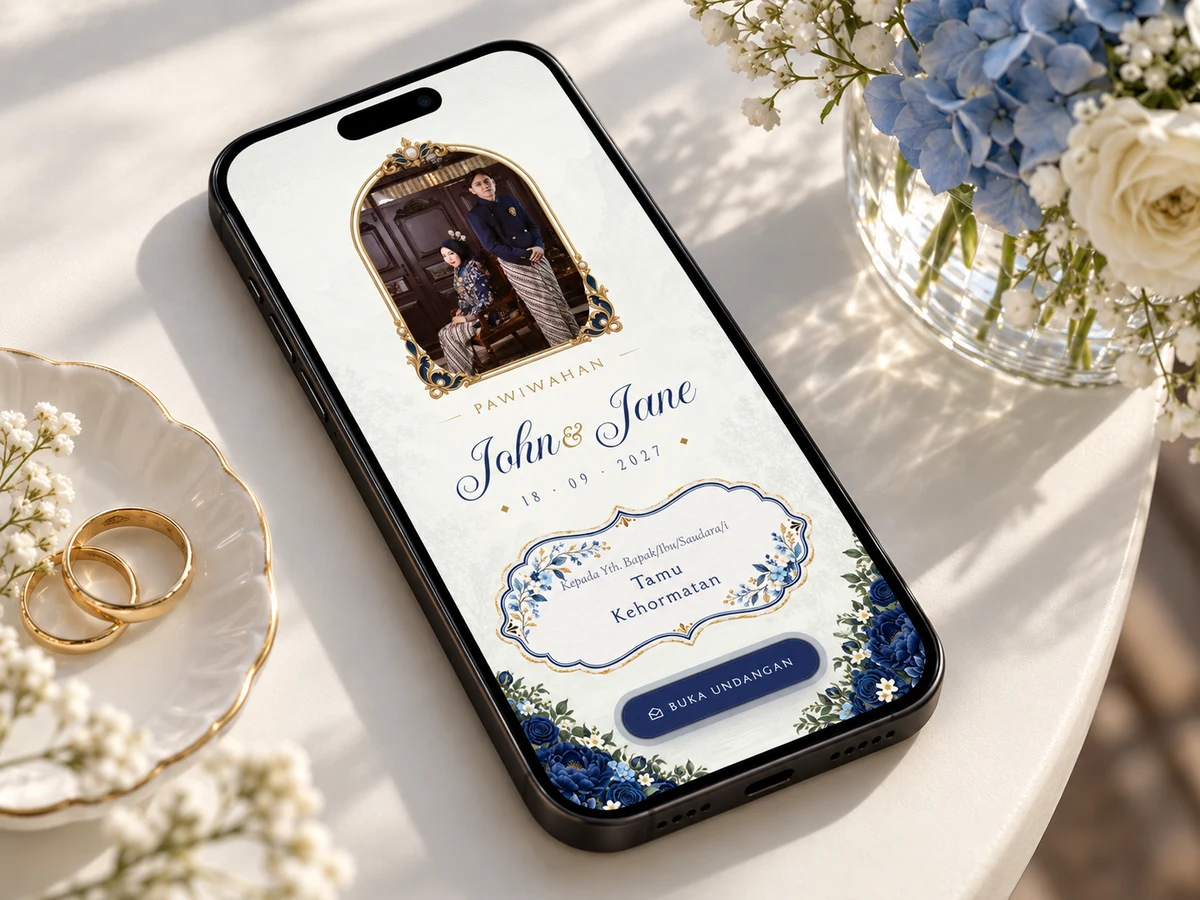 PAWIWAHAN
John & Jane
18 · 09 · 2027
Kepada Yth. Bapak/Ibu/Saudara/i
Tamu
Kehormatan
BUKA UNDANGAN